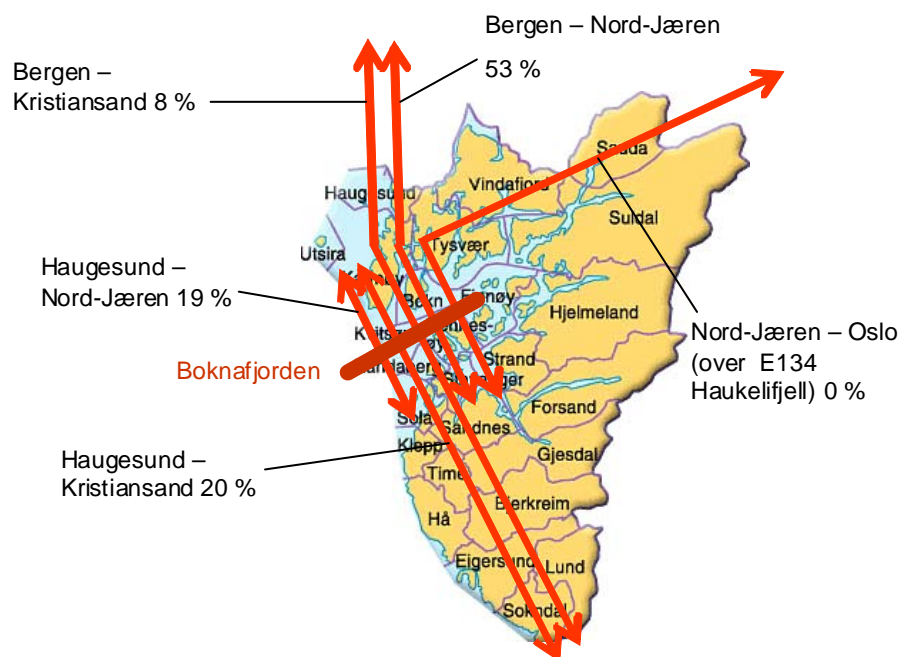 Bergen – Nord-Jæren
53 %
Bergen –
Kristiansand 8 %
Sauda
Vindafjord
Haugesund
Suldal
Utsira
Tysvær
Haugesund –
Nord-Jæren 19 %
Bokn
Hjelmeland
Nord-Jæren – Oslo
(over E134
Haukelifjell) 0 %
Boknafjorden
Strand
Forsand
Sola
Sandnes
Klepp
Gjesdal
Haugesund –
Kristiansand 20 %
Time
Bjerkreim
Hå
Eigersund
Lund
Sokndal